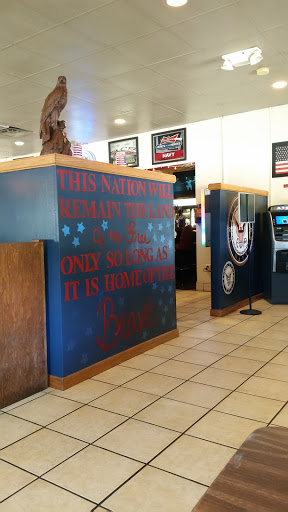 NAVY
THIS NATION WILL
REMAIN THE LAND
of the Free
ONLY SO LONG AS
IT IS HOME OF THE
Brave